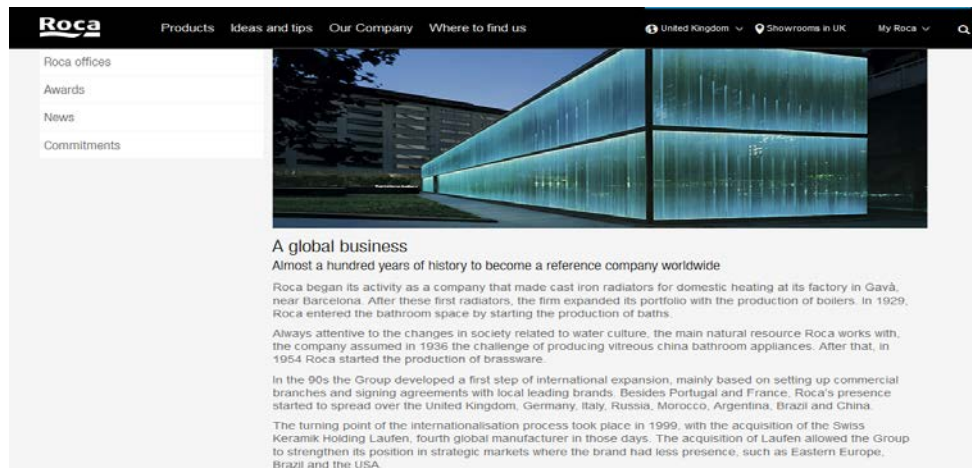 Roca Products Ideas and tips Our Company Where to find us United Kingdom Showrooms in UK My Roca
Roca offices
Awards
News
Commitments
A global business
Almost a hundred years of history to become a reference company worldwide
Roca began its activity as a company that made cast iron radiators for domestic heating at its factory in Gavà,
near Barcelona. After these first radiators, the firm expanded its portfolio with the production of boilers. In 1929,
Roca entered the bathroom space by starting the production of baths.
Always attentive to the changes in society related to water culture, the main natural resource Roca works with,
the company assumed in 1936 the challenge of producing vitreous china bathroom appliances. After that, in
1954 Roca started the production of brassware.
In the 90s the Group developed a first step of international expansion, mainly based on setting up commercial
branches and signing agreements with local leading brands. Besides Portugal and France, Roca's presence
started to spread over the United Kingdom, Germany, Italy, Russia, Morocco, Argentina, Brazil and China.
The turning point of the internationalisation process took place in 1999, with the acquisition of the Swiss
Keramik Holding Laufen, fourth global manufacturer in those days. The acquisition of Laufen allowed the Group
to strengthen its position in strategic markets where the brand had less presence, such as Eastern Europe,
Brazil and the USA.